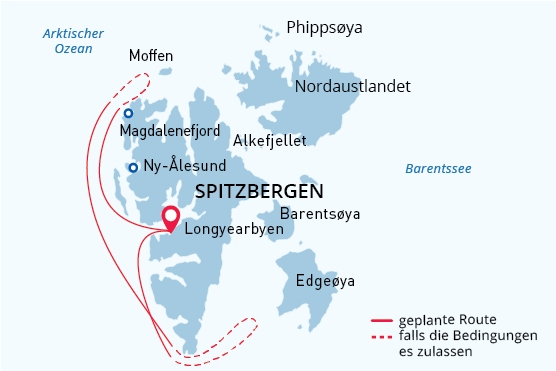 Phippsøya
Arktischer
Ozean
Moffen
Nordaustlandet
Magdalenefjord
Alkefjellet
Ny-Ålesund
Barentssee
SPITZBERGEN
Barentsøya
Longyearbyen
Edgeøya
geplante Route
falls die Bedingungen
es zulassen